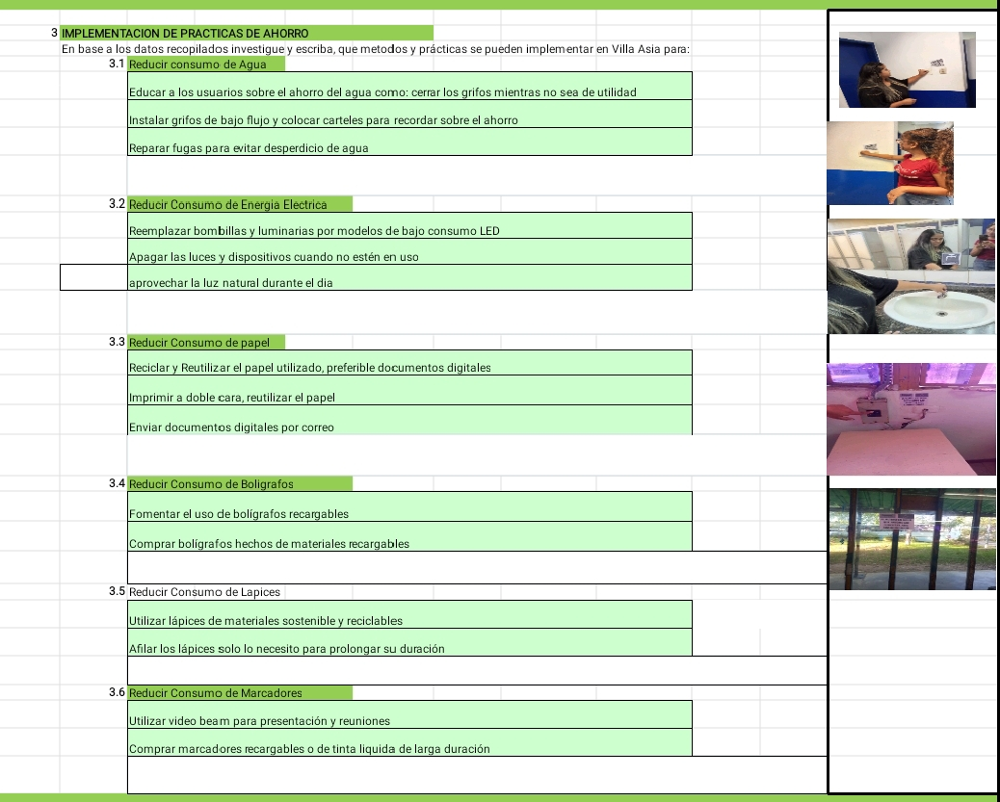 3 IMPLEMENTACION DE PRACTICAS DE AHORRO
En base a los datos recopilados investigue y escriba, que metodos y prácticas se pueden implementar en Villa Asia para:
3.1 Reducir consumo de Agua
Educar a los usuarios sobre el ahorro del agua como: cerrar los grifos mientras no sea de utilidad
Instalar grifos de bajo flujo y colocar carteles para recordar sobre el ahorro
Reparar fugas para evitar desperdicio de agua
3.2 Reducir Consumo de Energia Electrica
Reemplazar bombillas y luminarias por modelos de bajo consumo LED
Apagar las luces y dispositivos cuando no estén en uso
aprovechar la luz natural durante el dia
3.3 Reducir Consumo de papel
Reciclar y Reutilizar el papel utilizado, preferible documentos digitales
Imprimir a doble cara, reutilizar el papel
Enviar documentos digitales por correo
3.4 Reducir Consumo de Boligrafos
Fomentar el uso de bolígrafos recargables
Comprar bolígrafos hechos de materiales recargables
3.5 Reducir Consumo de Lapices
Utilizar lápices de materiales sostenible y reciclables
Afilar los lápices solo lo necesito para prolongar su duración
3.6 Reducir Consumo de Marcadores
Utilizar video beam para presentación y reuniones
Comprar marcadores recargables o de tinta liquida de larga duración